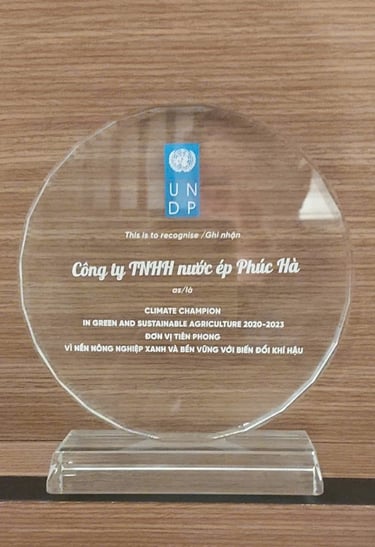 UN
DP
This is to recognise /Ghi nhận
Công ty TNHH nước ép Phúc Hà
as/là
CLIMATE CHAMPION
IN GREEN AND SUSTAINABLE AGRICULTURE 2020-2023
ĐƠN VỊ TIÊN PHONG
VÌ NỀN NÔNG NGHIỆP XANH VÀ BỀN VỮNG VỚI BIẾN ĐỔI KHÍ HẬU